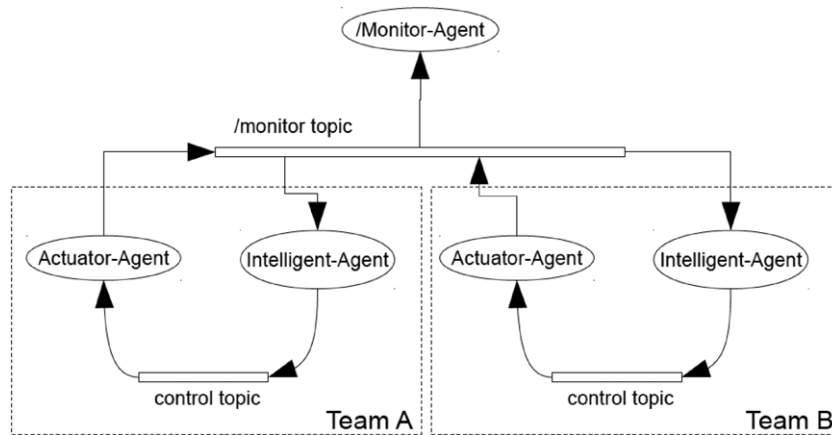 /Monitor-Agent
/monitor topic
Actuator-Agent
Intelligent-Agent
Actuator-Agent
Intelligent-Agent
control topic
control topic
Team A
Team B